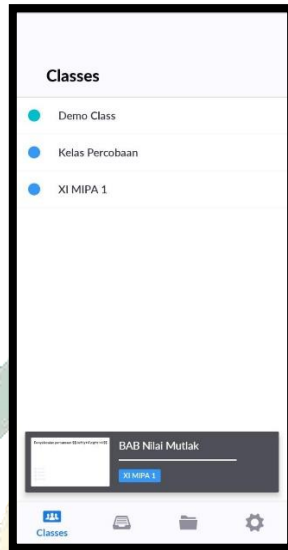 Classes
Demo Class
Kelas Percobaan
XI MIPA 1
BAB Nilai Mutlak
XI MIPA 1
Classes